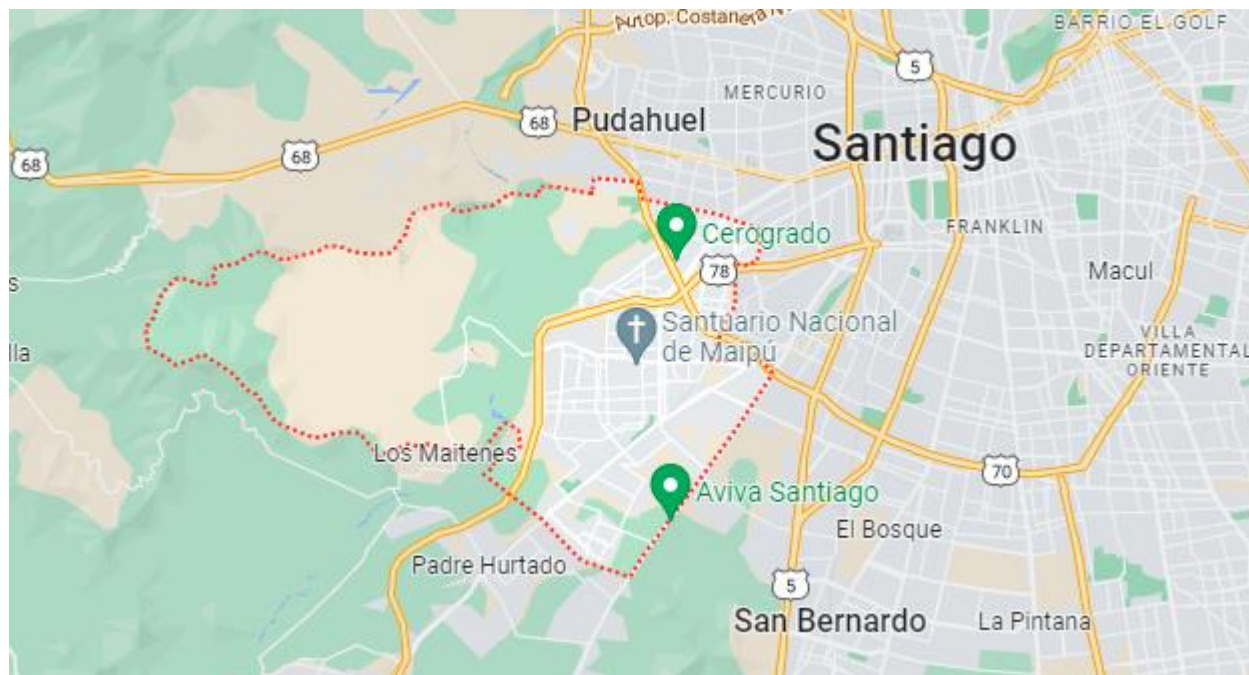 Autop. Costanera N
BARRIO EL GOLF
5
MERCURIO
68
Pudahuel
68
68
Santiago
FRANKLIN
Cerogrado
78
Macul
s
Santuario Nacional
de Maipú
lla
VILLA
DEPARTAMENTAL
ORIENTE
Los Maitenes
70
Aviva Santiago
El Bosque
Padre Hurtado
5
San Bernardo
La Pintana